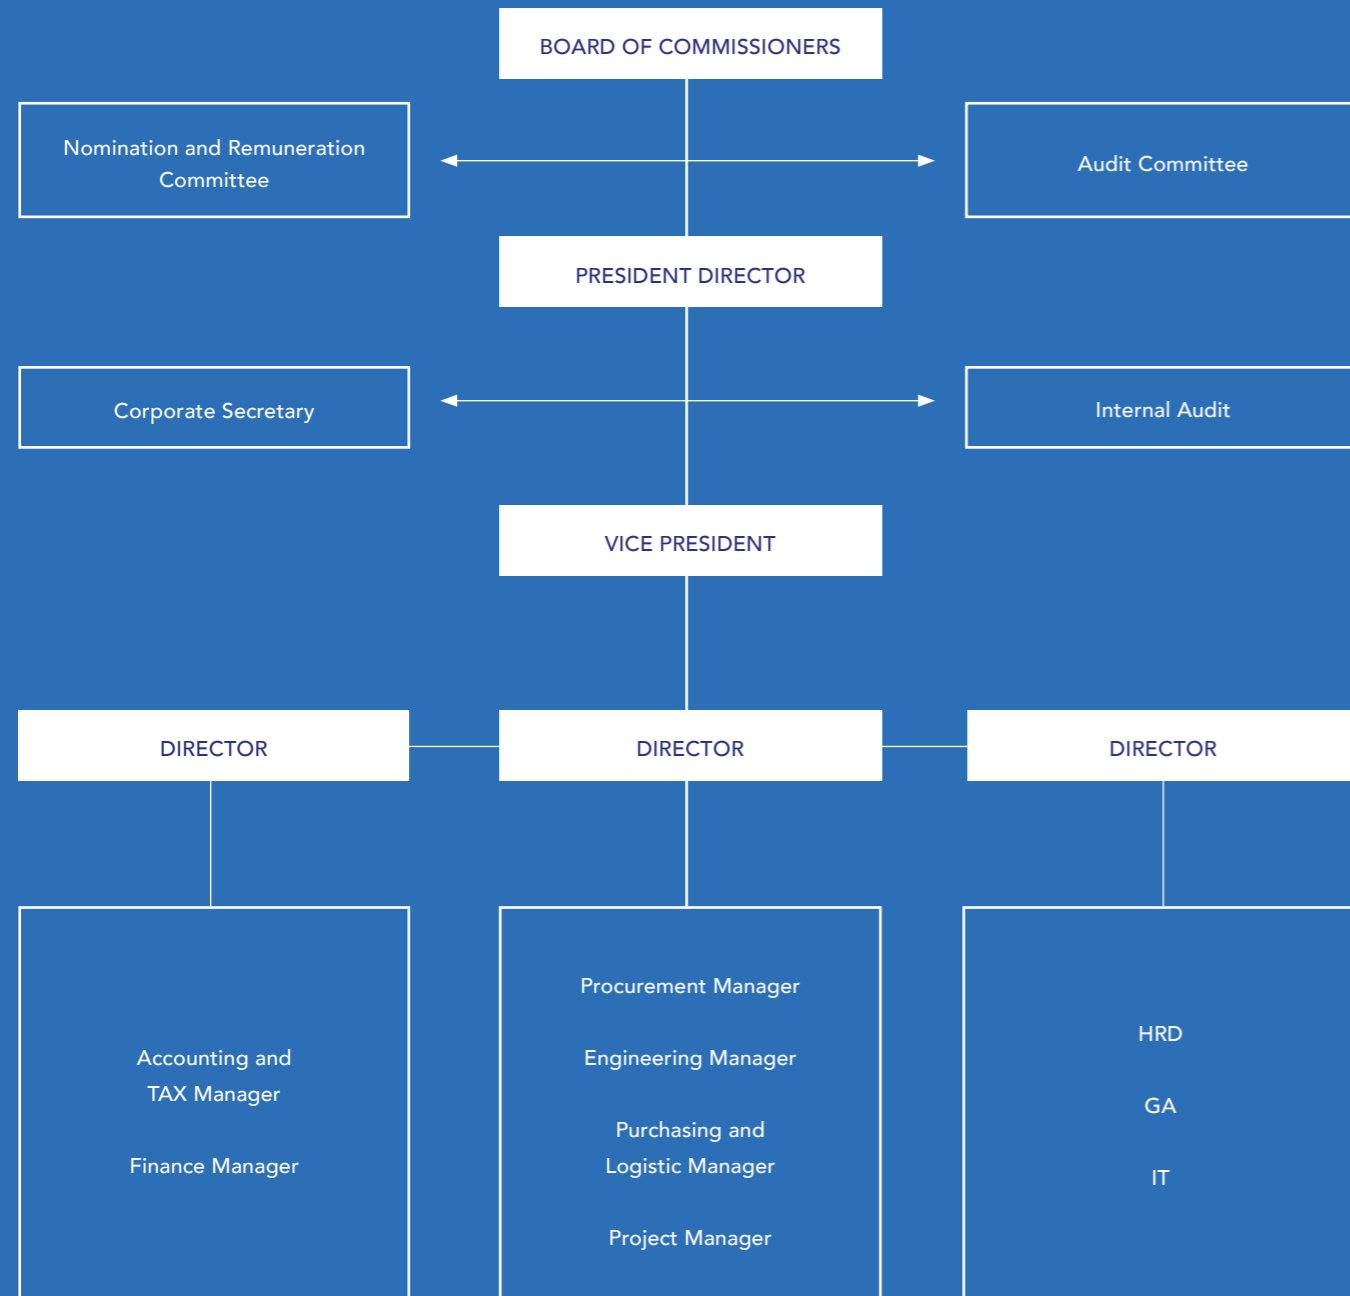 BOARD OF COMMISSIONERS
Nomination and Remuneration
Committee
Audit Committee
PRESIDENT DIRECTOR
Corporate Secretary
Internal Audit
VICE PRESIDENT
DIRECTOR
DIRECTOR
DIRECTOR
Accounting and
TAX Manager
Finance Manager
Procurement Manager
Engineering Manager
Purchasing and
Logistic Manager
Project Manager
HRD
GA
IT